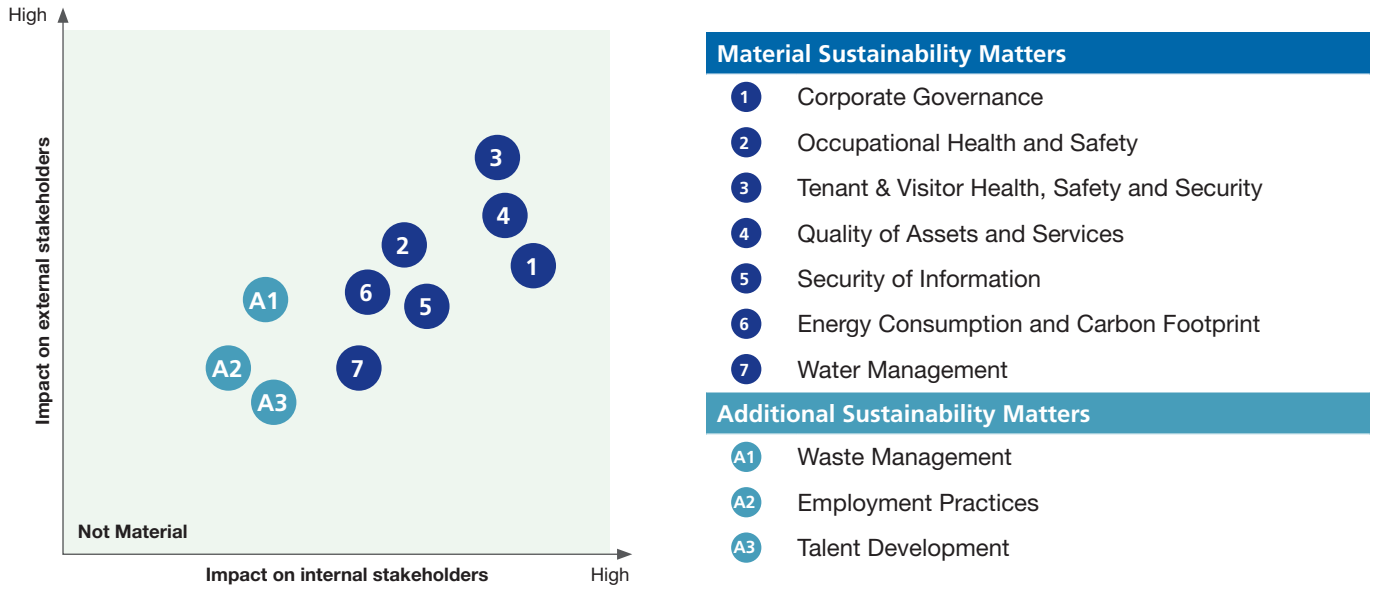 High
Impact on external stakeholders
3
4
2
1
A1
6
5
A2
7
A3
Not Material
Impact on internal stakeholders
High
Material Sustainability Matters
1 Corporate Governance
2 Occupational Health and Safety
3 Tenant & Visitor Health, Safety and Security
4 Quality of Assets and Services
5 Security of Information
6 Energy Consumption and Carbon Footprint
7 Water Management
Additional Sustainability Matters
A1 Waste Management
A2 Employment Practices
A3 Talent Development